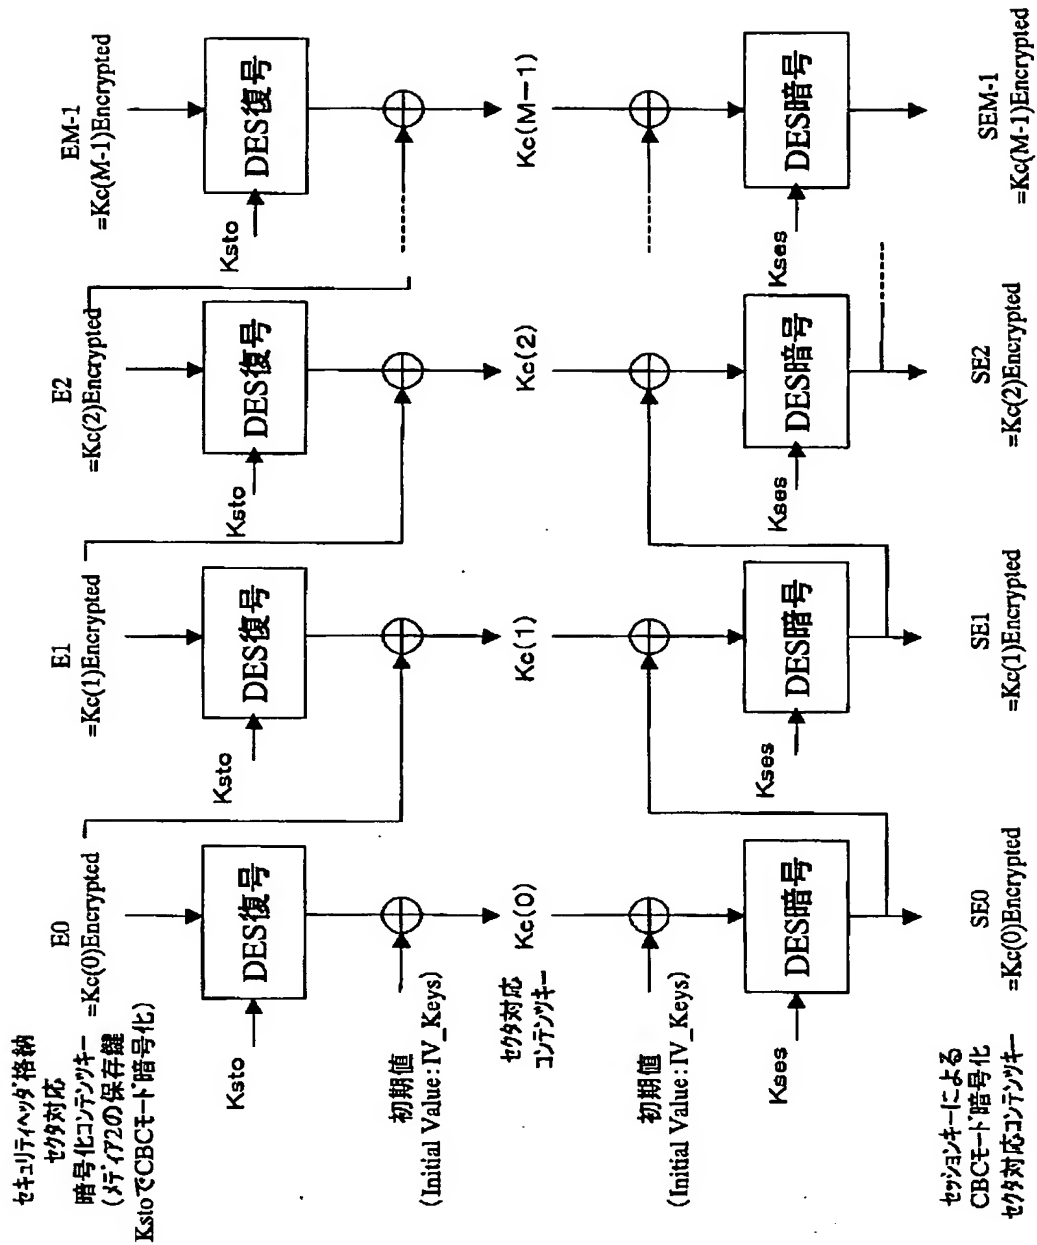 セキュリティヘッダ格納
セクタ対応
暗号化コンテンツキー
(メディア2の保存鍵
KstoでCBCモード暗号化)
E0
=Kc(0)Encrypted
E1
=Kc(1)Encrypted
E2
=Kc(2)Encrypted
EM-1
=Kc(M-1)Encrypted
Ksto
DES復号
Ksto
DES復号
Ksto
DES復号
Ksto
DES復号
初期値
(Initial Value:IV_Keys)
セクタ対応
コンテンツキー
Kc(0)
Kc(1)
Kc(2)
Kc(M-1)
初期値
(Initial Value:IV_Keys)
Kses
DES暗号
Kses
DES暗号
Kses
DES暗号
Kses
DES暗号
セッションキーによる
CBCモード暗号化
セクタ対応コンテンツキー
SE0
=Kc(0)Encrypted
SE1
=Kc(1)Encrypted
SE2
=Kc(2)Encrypted
SEM-1
=Kc(M-1)Encrypted